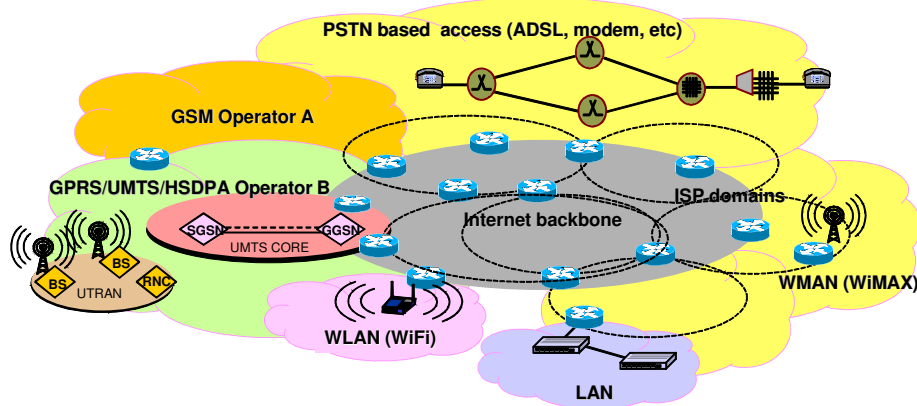 PSTN based access (ADSL, modem, etc)
GSM Operator A
GPRS/UMTS/HSDPA Operator B
ISP domains
Internet backbone
SGSN
GGSN
UMTS CORE
BS
BS
RNC
UTRAN
WMAN (WiMAX)
WLAN (WiFi)
LAN